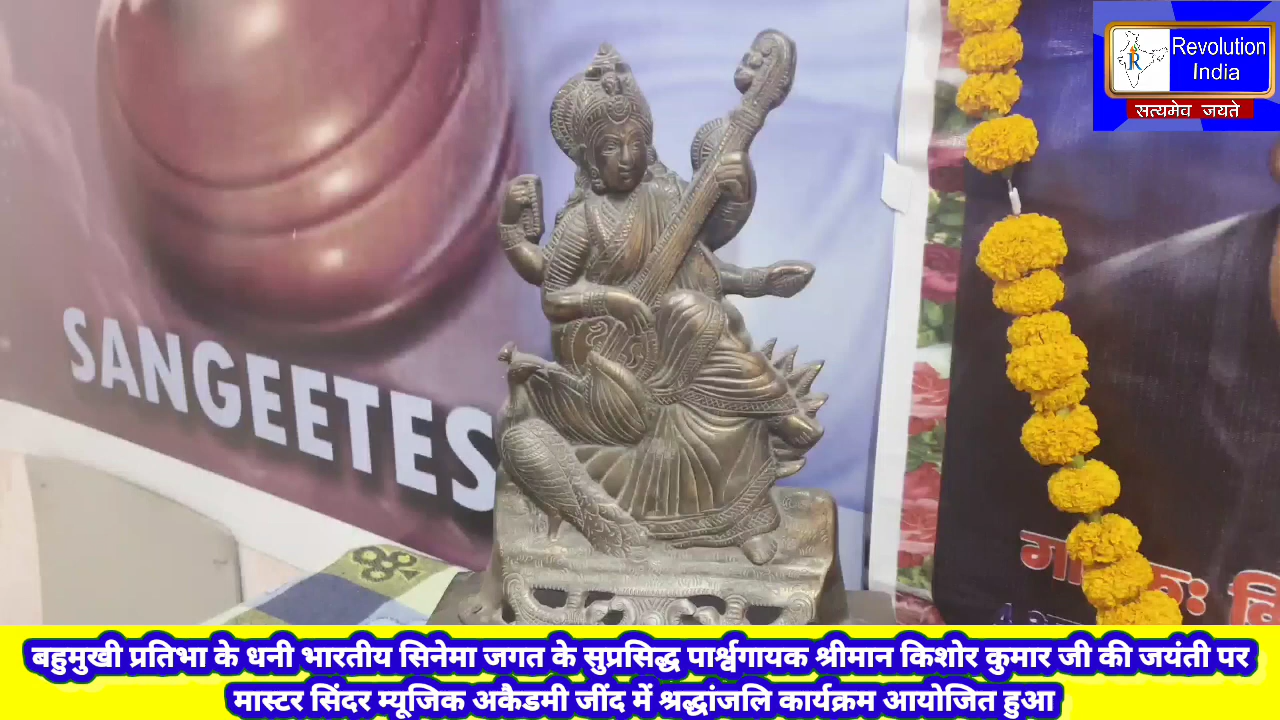 Revolution
India
सत्यमेव जयते
SANGEETES
बहुमुखी प्रतिभा के धनी भारतीय सिनेमा जगत के सुप्रसिद्ध पार्श्वगायक श्रीमान किशोर कुमार जी की जयंती पर
मास्टर सिंदर म्यूजिक अकैडमी जींद में श्रद्धांजलि कार्यक्रम आयोजित हुआ